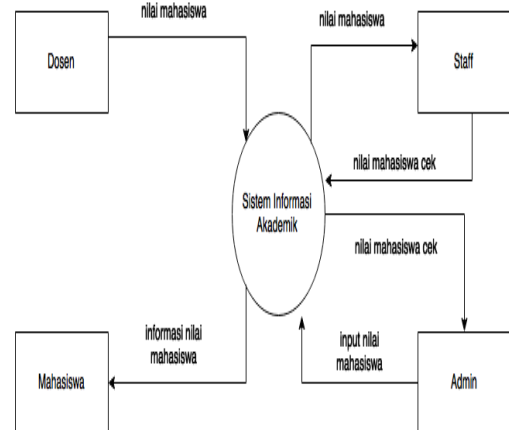 nilai mahasiswa
nilai mahasiswa
Dosen
Staff
nilai mahasiswa cek
Sistem Informasi
Akademik
nilai mahasiswa cek
informasi nilai
mahasiswa
input nilai
mahasiswa
Mahasiswa
Admin